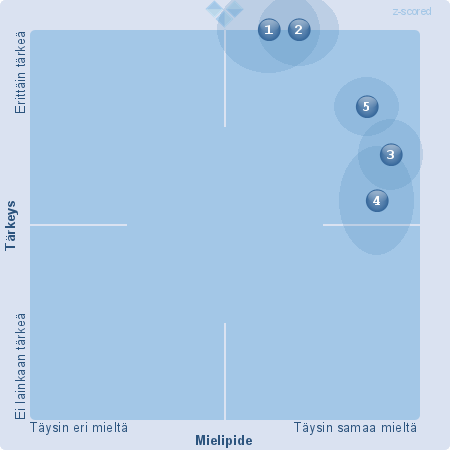 z-scored
Erittäin tärkeä
1
2
5
3
4
Tärkeys
Ei lainkaan tärkeä
Täysin eri mieltä
Täysin samaa mieltä
Mielipide